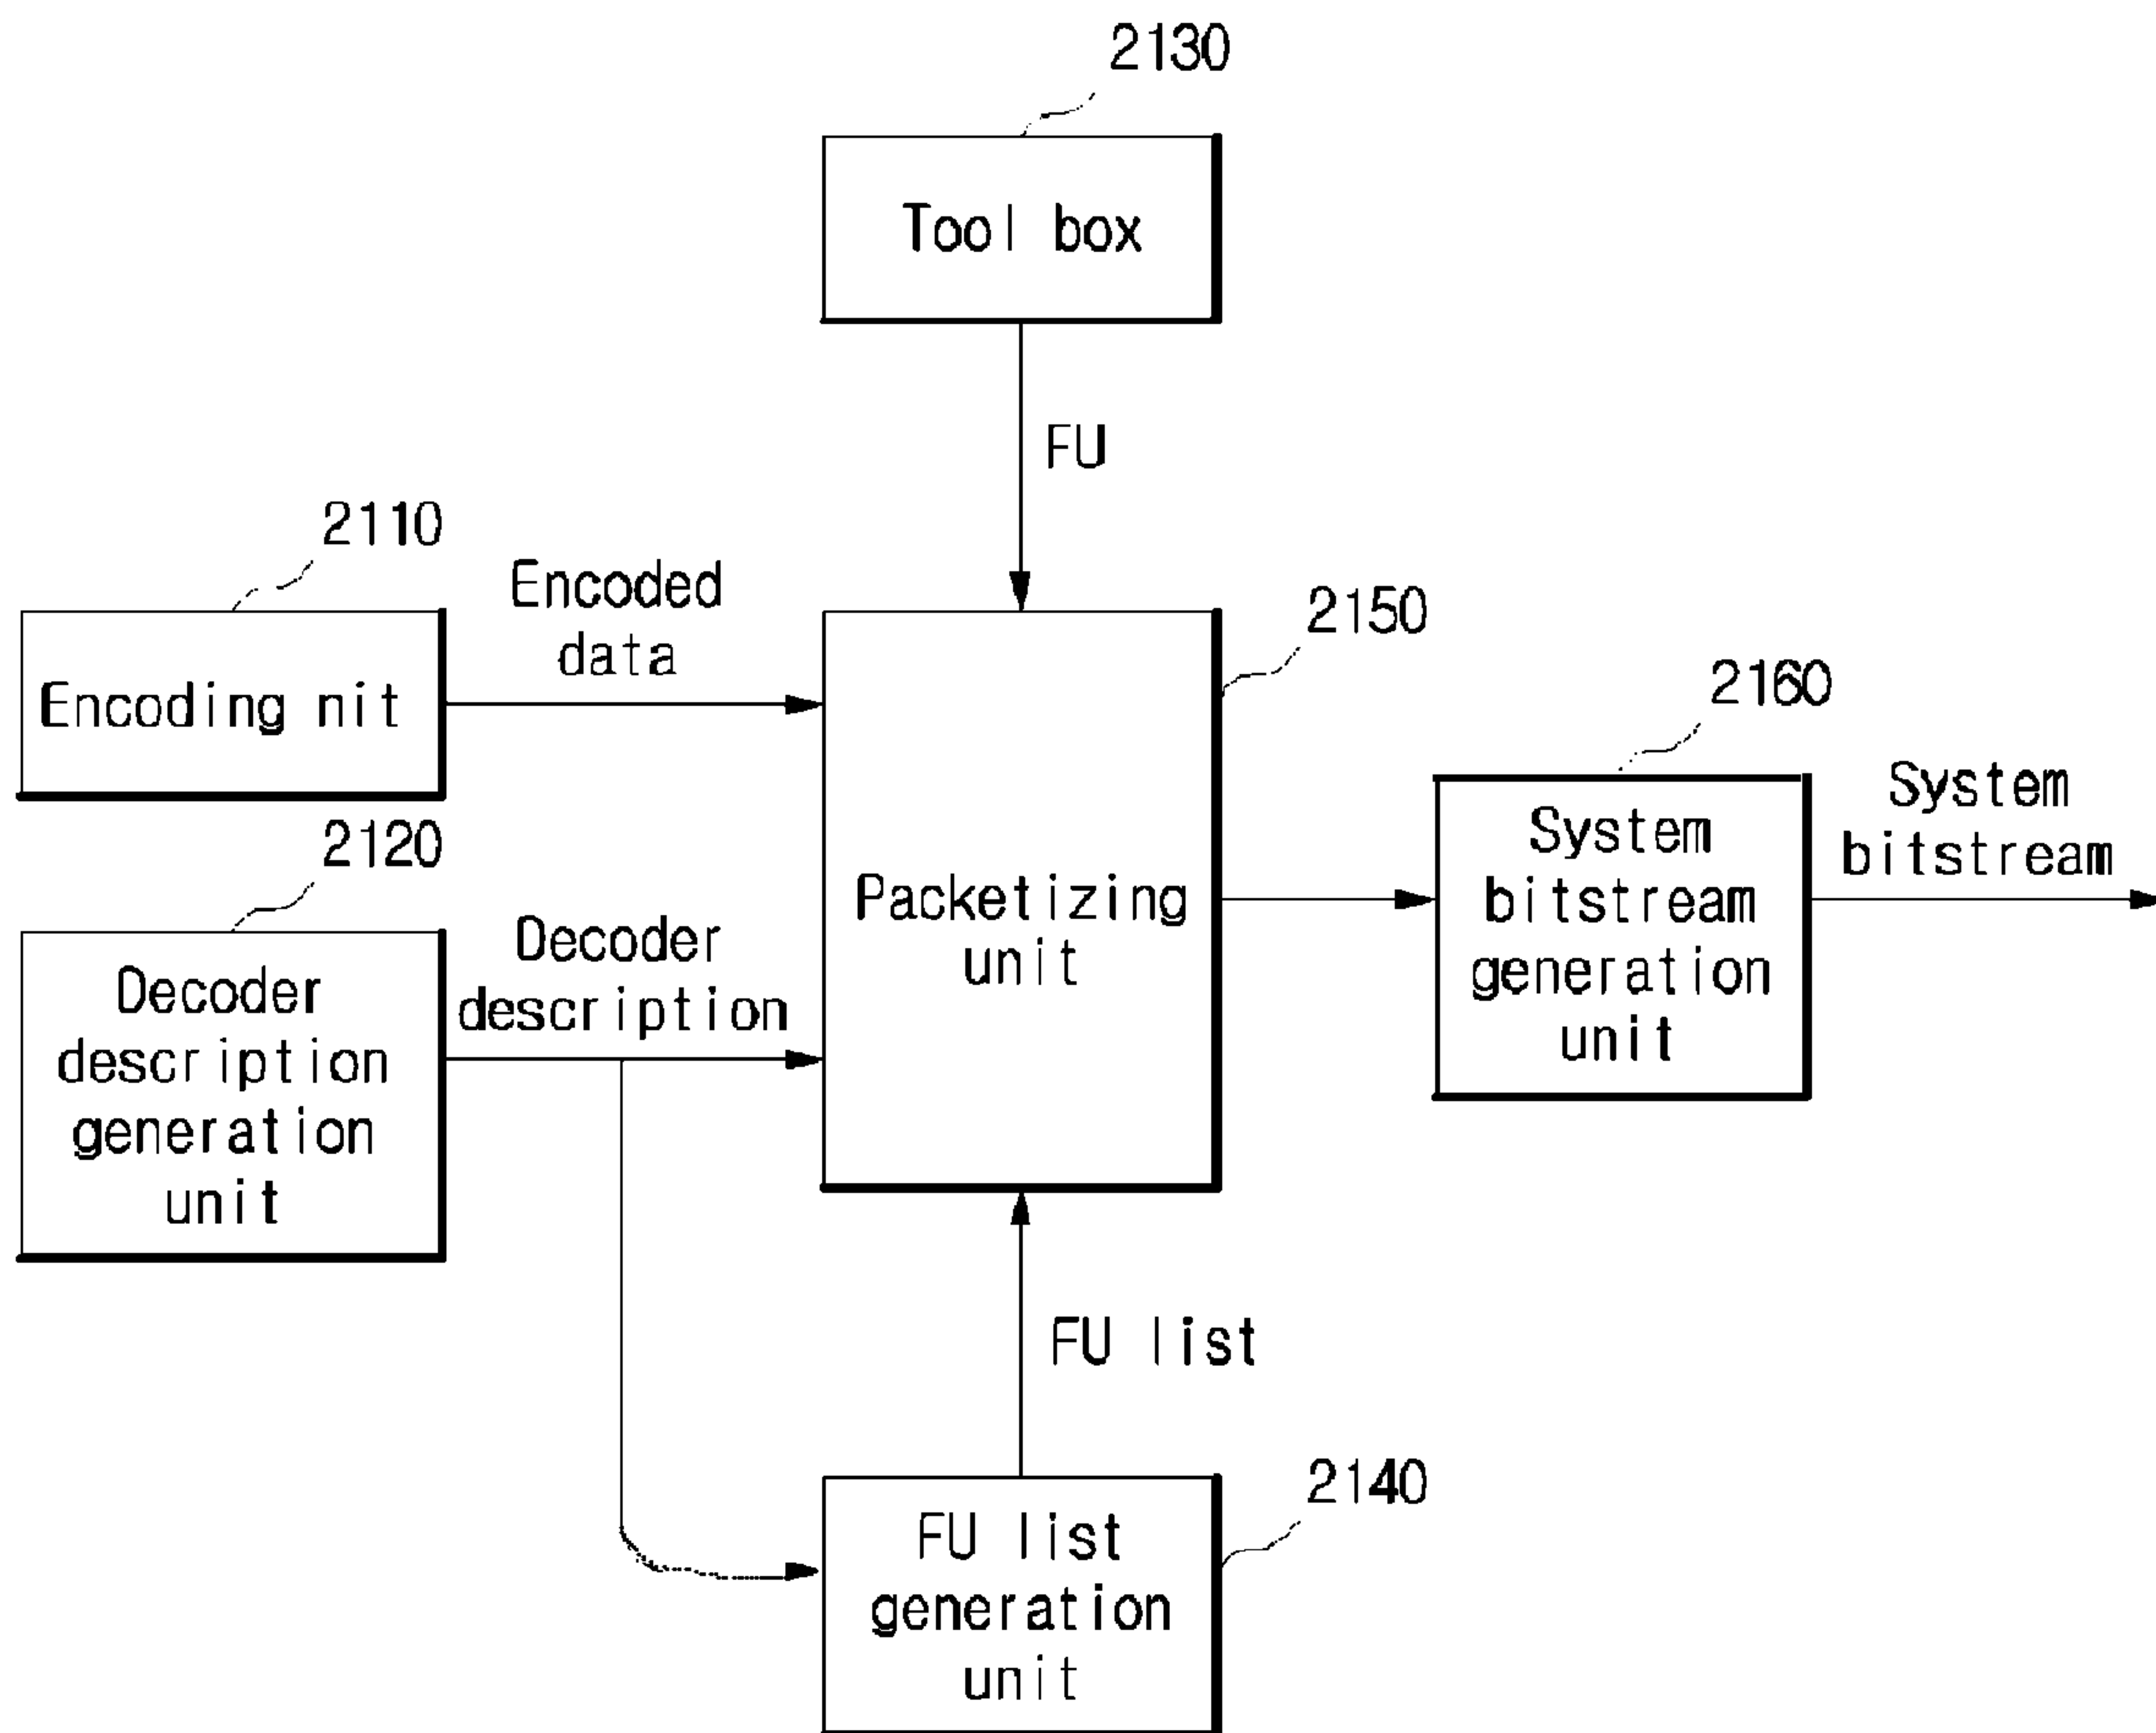 2130
Tool box
FU
2110
Encoded
data
2150
Encoding nit
2160
System
bitstream
2120
System
bitstream
generation
unit
Packetizing
unit
Decoder
description
Decoder
description
generation
unit
FU list
2140
FU list
generation
unit